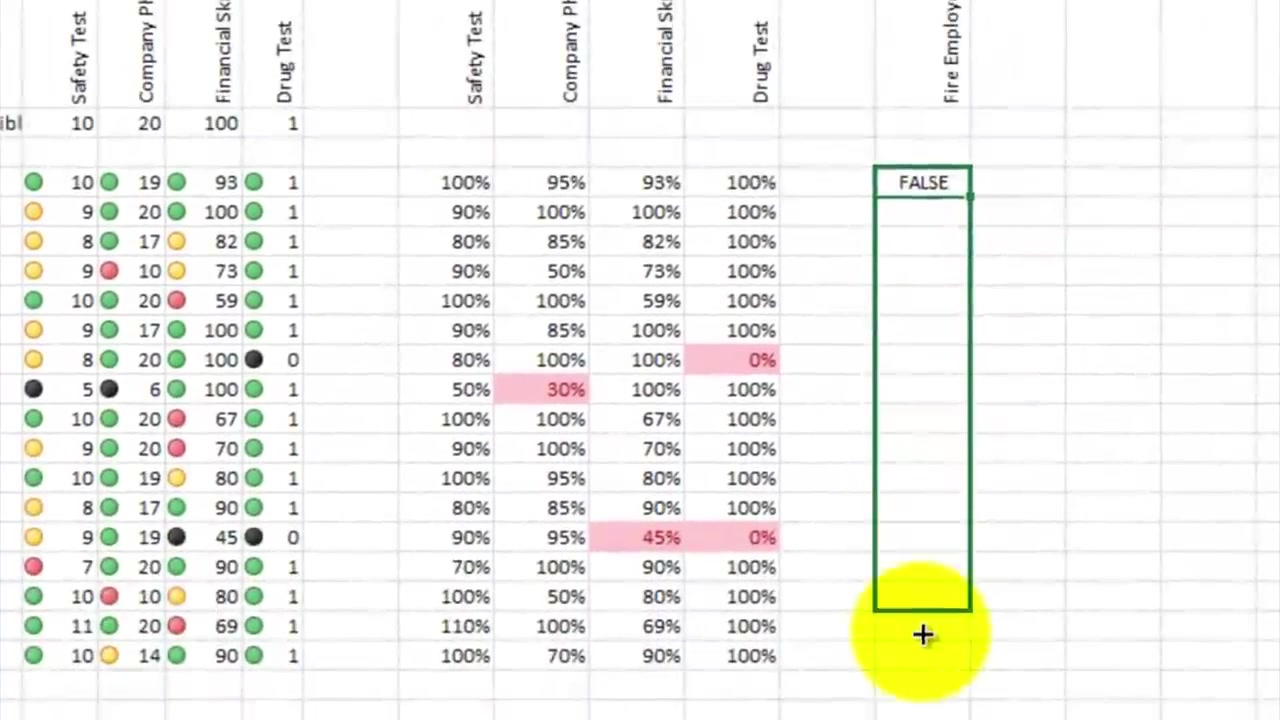 Safety Test Company Ph Financial Ski Drug Test Safety Test Company Ph Financial Ski Drug Test Fire Employ
ibl 10 20 100 1
10 19 93 1 100% 95% 93% 100% FALSE
9 20 100 1 90% 100% 100% 100%
8 17 82 1 80% 85% 82% 100%
9 10 73 1 90% 50% 73% 100%
10 20 59 1 100% 100% 59% 100%
9 17 100 1 90% 85% 100% 100%
8 20 100 0 80% 100% 100% 0%
5 6 100 1 50% 30% 100% 100%
10 20 67 1 100% 100% 67% 100%
9 20 70 1 90% 100% 70% 100%
10 19 80 1 100% 95% 80% 100%
8 17 90 1 80% 85% 90% 100%
9 19 45 0 90% 95% 45% 0%
7 20 90 1 70% 100% 90% 100%
10 10 80 1 100% 50% 80% 100%
11 20 69 1 110% 100% 69% 100%
10 14 90 1 100% 70% 90% 100%